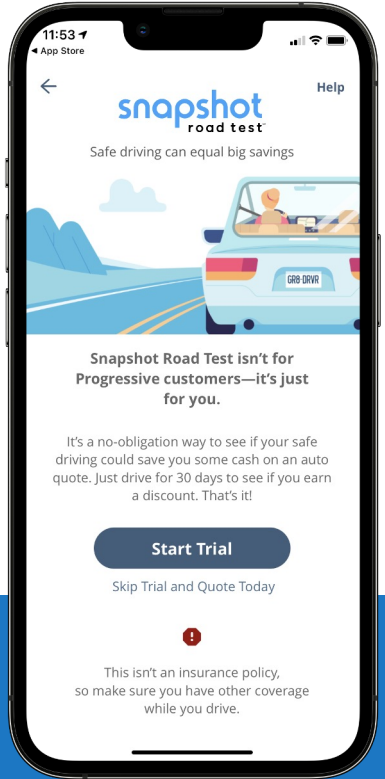 11:53
◀ App Store
Help
snapshot
road test™
Safe driving can equal big savings
GR8-DRVR
Snapshot Road Test isn’t for
Progressive customers—it’s just
for you.
It’s a no-obligation way to see if your safe
driving could save you some cash on an auto
quote. Just drive for 30 days to see if you earn
a discount. That’s it!
Start Trial
Skip Trial and Quote Today
This isn’t an insurance policy,
so make sure you have other coverage
while you drive.